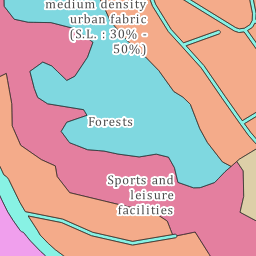 medium density
urban fabric
(S.L. : 30% -
50%)
Forests
Sports and
leisure
facilities